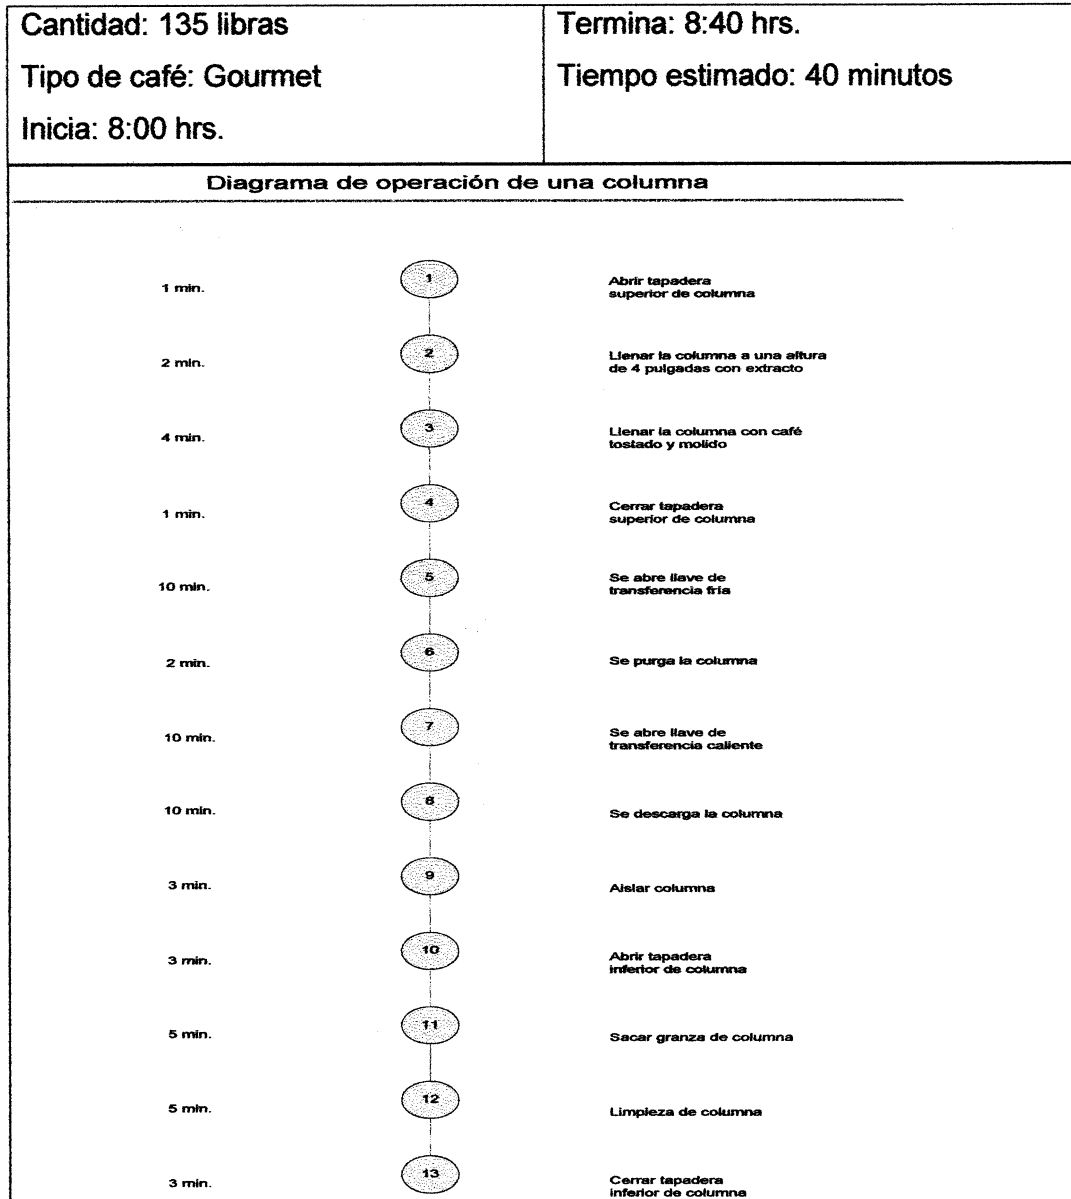 Cantidad: 135 libras
Tipo de café: Gourmet
Inicia: 8:00 hrs.
Termina: 8:40 hrs.
Tiempo estimado: 40 minutos
Diagrama de operación de una columna
1 min.
1
Abrir tapadera
superior de columna
2 min.
2
Llenar la columna a una altura
de 4 pulgadas con extracto
4 min.
3
Llenar la columna con café
tostado y molido
1 min.
4
Cerrar tapadera
superior de columna
10 min.
5
Se abre llave de
transferencia fría
2 min.
6
Se purga la columna
10 min.
7
Se abre llave de
transferencia caliente
10 min.
8
Se descarga la columna
3 min.
9
Aislar columna
3 min.
10
Abrir tapadera
inferior de columna
5 min.
11
Sacar granza de columna
5 min.
12
Limpieza de columna
3 min.
13
Cerrar tapadera
inferior de columna